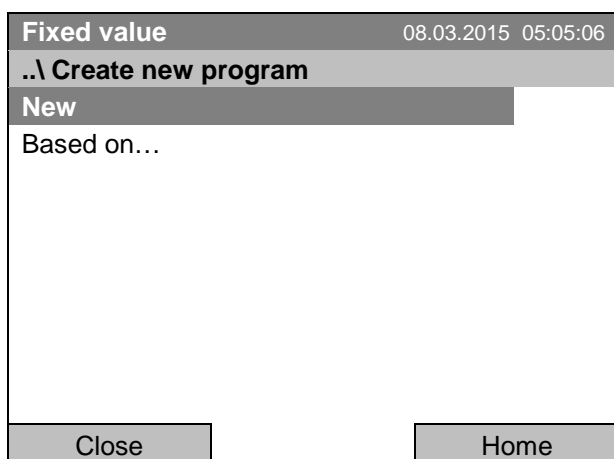 Fixed value 08.03.2015 05:05:06
..\ Create new program
New
Based on…
Close Home